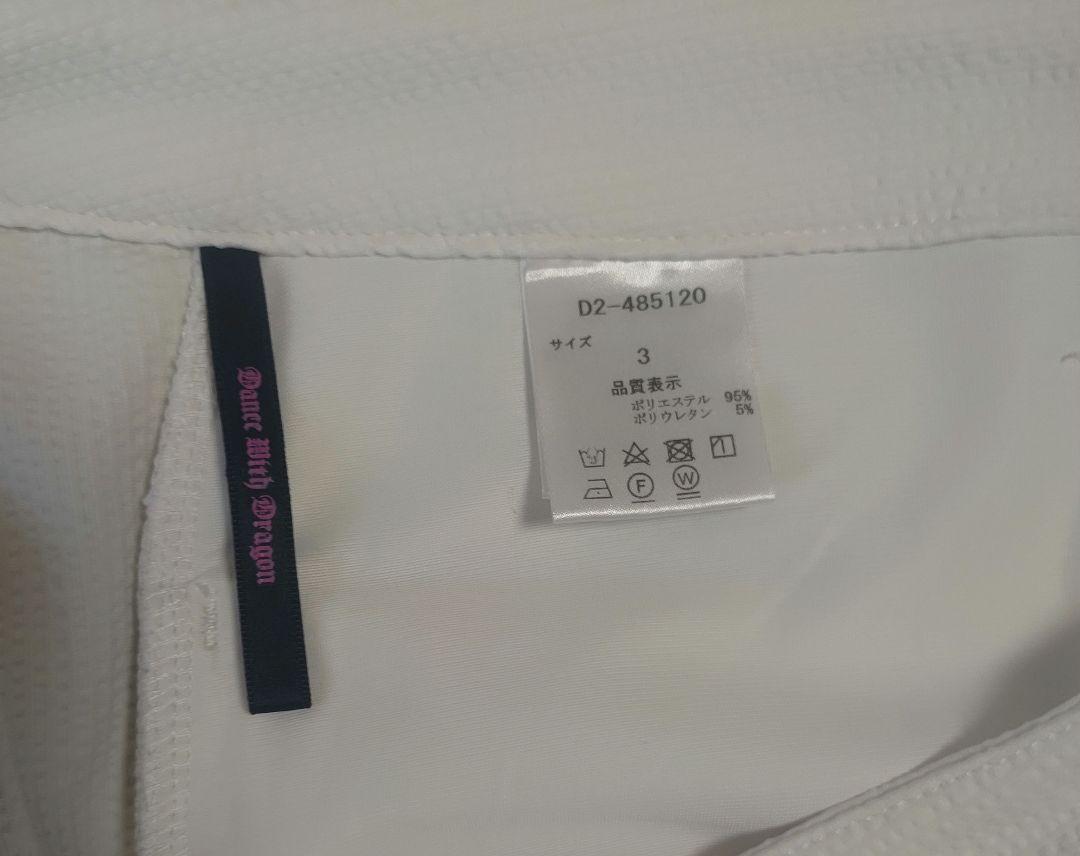 Dance With Dragon
D2-485120
サイズ
3
品質表示
ポリエステル 95%
ポリウレタン 5%
F
W